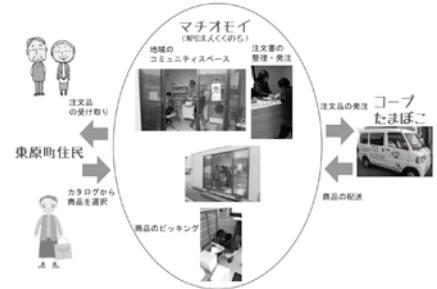 マチオモイ
(NPO法人くくのち)
地域の
コミュニティスペース
注文書の
整理・発注
注文品
の受け取り
東原町住民
カタログから
商品を選択
商品のピッキング
注文品の発注
コープ
たまぼこ
商品の配送